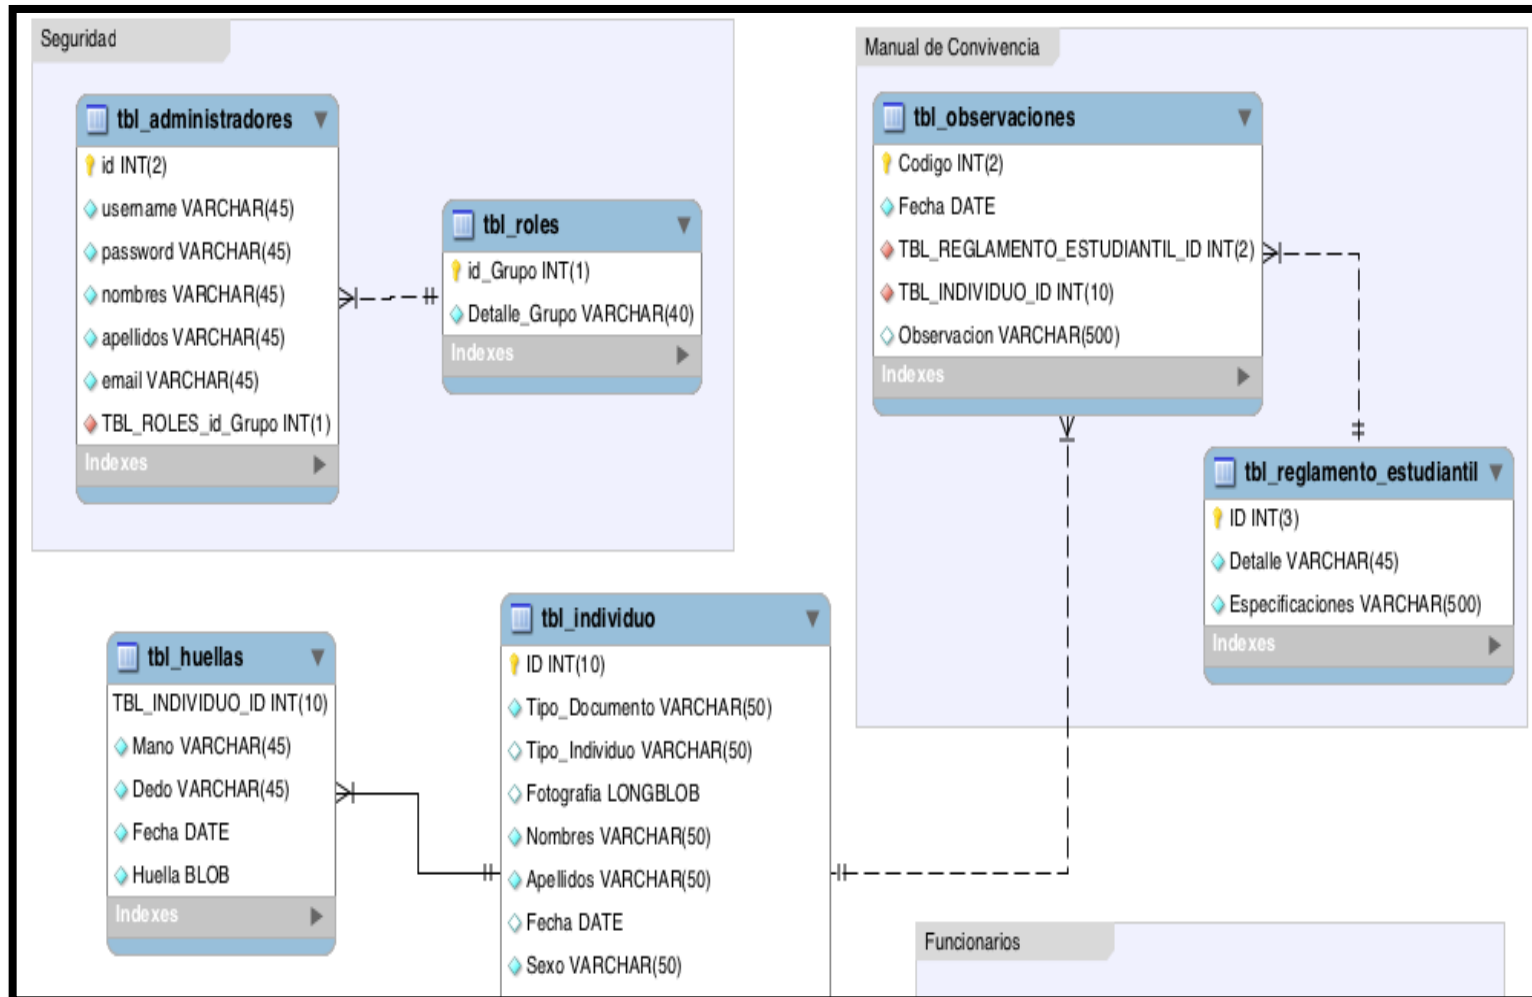 Seguridad
tbl_administradores
id INT(2)
username VARCHAR(45)
password VARCHAR(45)
nombres VARCHAR(45)
apellidos VARCHAR(45)
email VARCHAR(45)
TBL_ROLES_id_Grupo INT(1)
Indexes
tbl_roles
id_Grupo INT(1)
Detalle_Grupo VARCHAR(40)
Indexes
Manual de Convivencia
tbl_observaciones
Codigo INT(2)
Fecha DATE
TBL_REGLAMENTO_ESTUDIANTIL_ID INT(2)
TBL_INDIVIDUO_ID INT(10)
Observacion VARCHAR(500)
Indexes
tbl_reglamento_estudiantil
ID INT(3)
Detalle VARCHAR(45)
Especificaciones VARCHAR(500)
Indexes
tbl_huellas
TBL_INDIVIDUO_ID INT(10)
Mano VARCHAR(45)
Dedo VARCHAR(45)
Fecha DATE
Huella BLOB
Indexes
tbl_individuo
ID INT(10)
Tipo_Documento VARCHAR(50)
Tipo_Individuo VARCHAR(50)
Fotografia LONGBLOB
Nombres VARCHAR(50)
Apellidos VARCHAR(50)
Fecha DATE
Sexo VARCHAR(50)
Funcionarios